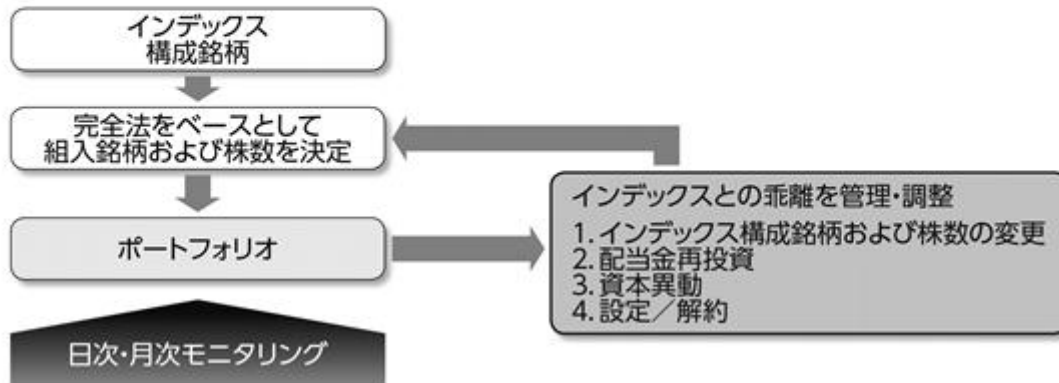 インデックス
構成銘柄
完全法をベースとして
組入銘柄および株数を決定
ポートフォリオ
日次・月次モニタリング
インデックスとの乖離を管理・調整
1. インデックス構成銘柄および株数の変更
2. 配当金再投資
3. 資本異動
4. 設定／解約